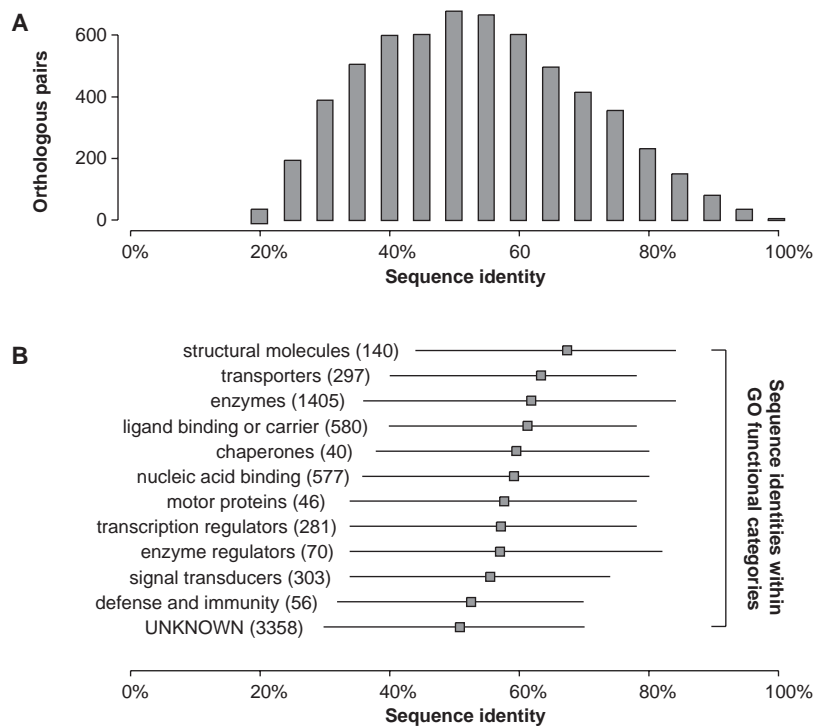 A
Orthologous pairs
600
400
200
0
0%
20%
40%
60
80%
100%
Sequence identity
B
structural molecules (140)
transporters (297)
enzymes (1405)
ligand binding or carrier (580)
chaperones (40)
nucleic acid binding (577)
motor proteins (46)
transcription regulators (281)
enzyme regulators (70)
signal transducers (303)
defense and immunity (56)
UNKNOWN (3358)
Sequence identities within
GO functional categories
0%
20%
40%
60%
80%
100%
Sequence identity